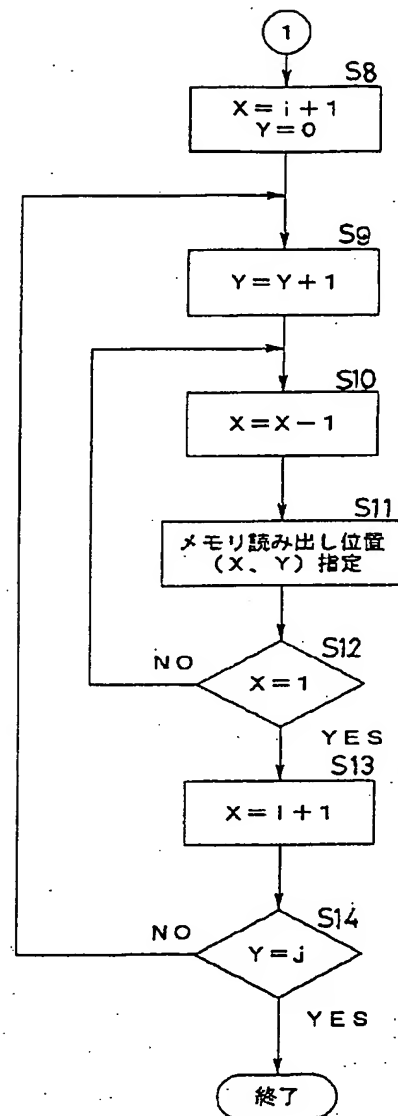 1
S8
X=i+1
Y=0
S9
Y=Y+1
S10
X=X-1
S11
メモリ読み出し位置
(X、Y)指定
S12
NO
X=1
YES
S13
X=i+1
S14
NO
Y=j
YES
終了